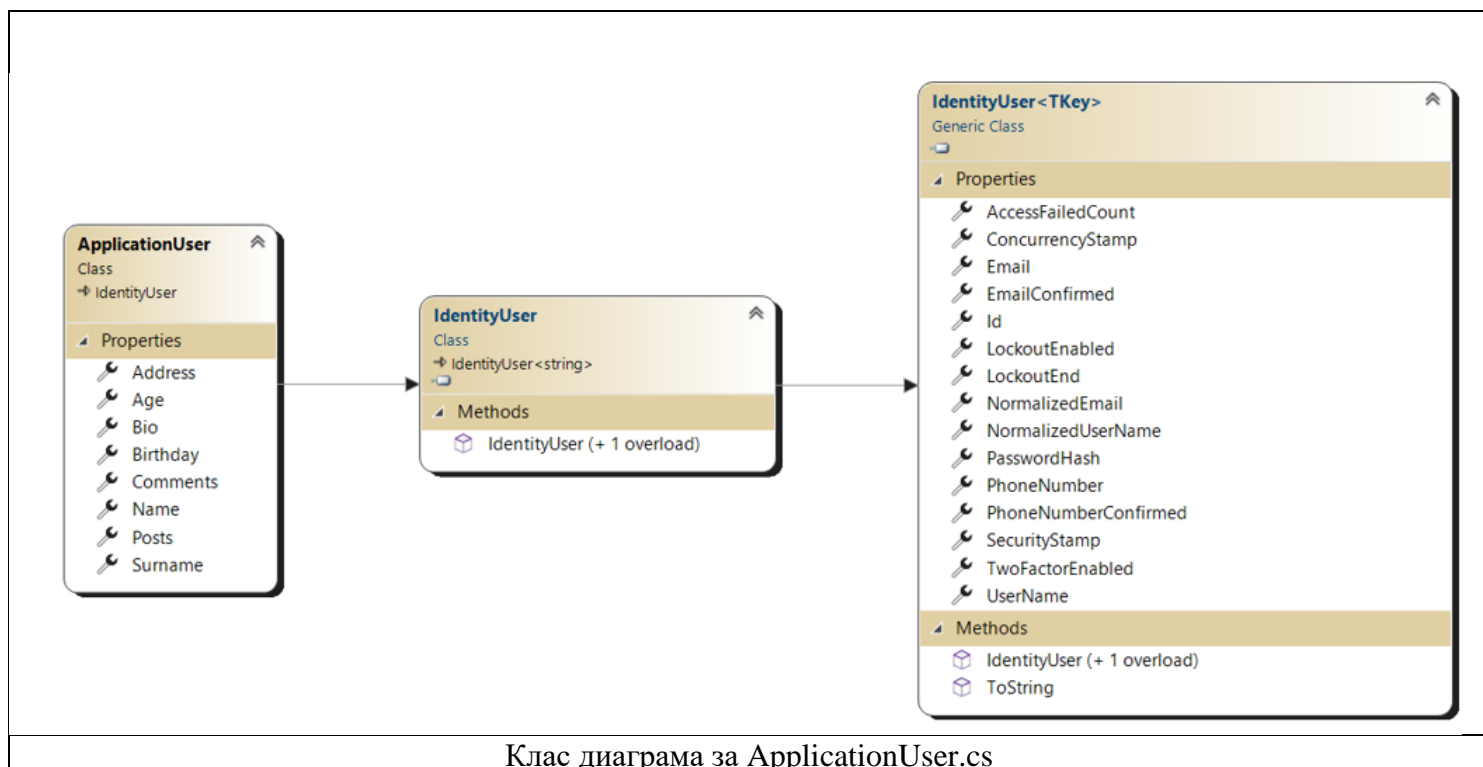 ApplicationUser
Class
IdentityUser
Properties
Address
Age
Bio
Birthday
Comments
Name
Posts
Surname
IdentityUser
Class
IdentityUser<string>
Methods
IdentityUser (+ 1 overload)
IdentityUser<TKey>
Generic Class
Properties
AccessFailedCount
ConcurrencyStamp
Email
EmailConfirmed
Id
LockoutEnabled
LockoutEnd
NormalizedEmail
NormalizedUserName
PasswordHash
PhoneNumber
PhoneNumberConfirmed
SecurityStamp
TwoFactorEnabled
UserName
Methods
IdentityUser (+ 1 overload)
ToString
Клас диаграма за ApplicationUser.cs